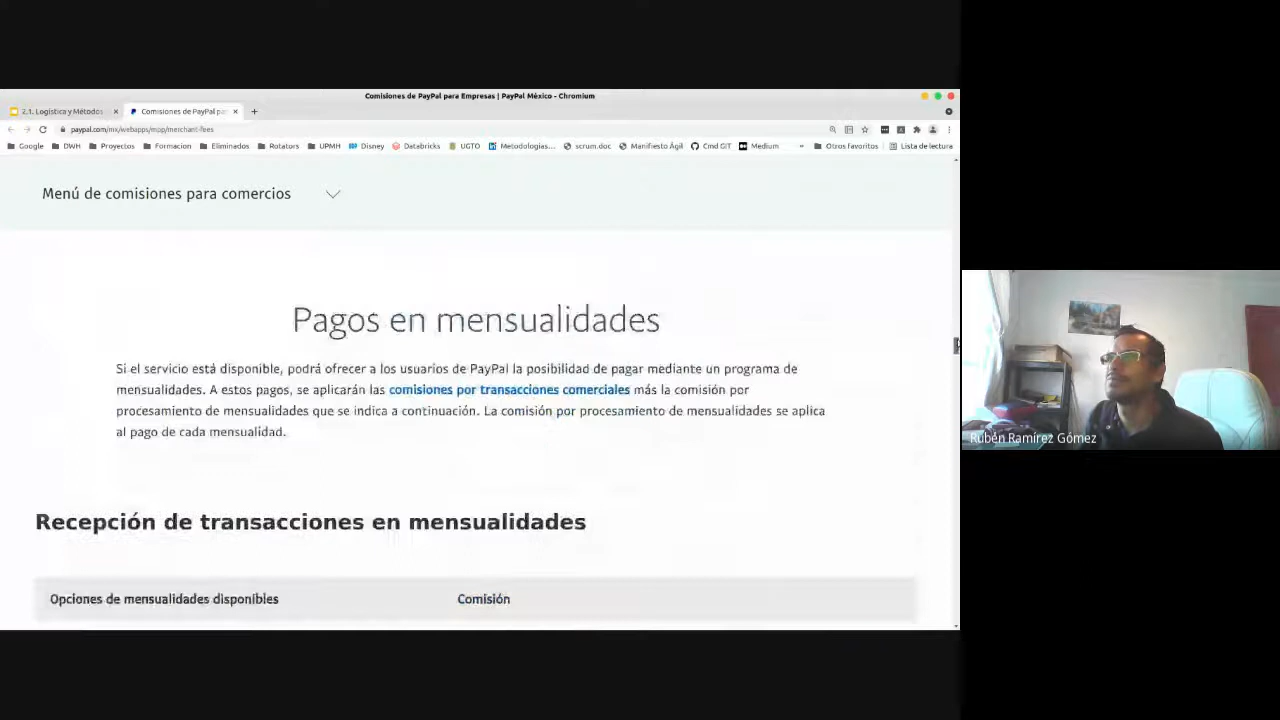 Comisiones de PayPal para Empresas | PayPal México - Chromium
2.1. Logística y Métodos
Comisiones de PayPal pa
paypal.com/mx/webapps/mpp/merchant-fees
Google DWH Proyectos Formacion Eliminados Rotators UPMH Disney Databricks UGTO Metodologias... scrum.doc Manifiesto Ágil Cmd GIT Medium » Otros favoritos Lista de lectura
Menú de comisiones para comercios
Pagos en mensualidades
Si el servicio está disponible, podrá ofrecer a los usuarios de PayPal la posibilidad de pagar mediante un programa de
mensualidades. A estos pagos, se aplicarán las comisiones por transacciones comerciales más la comisión por
procesamiento de mensualidades que se indica a continuación. La comisión por procesamiento de mensualidades se aplica
al pago de cada mensualidad.
Recepción de transacciones en mensualidades
Opciones de mensualidades disponibles Comisión
Rubén Ramírez Gómez